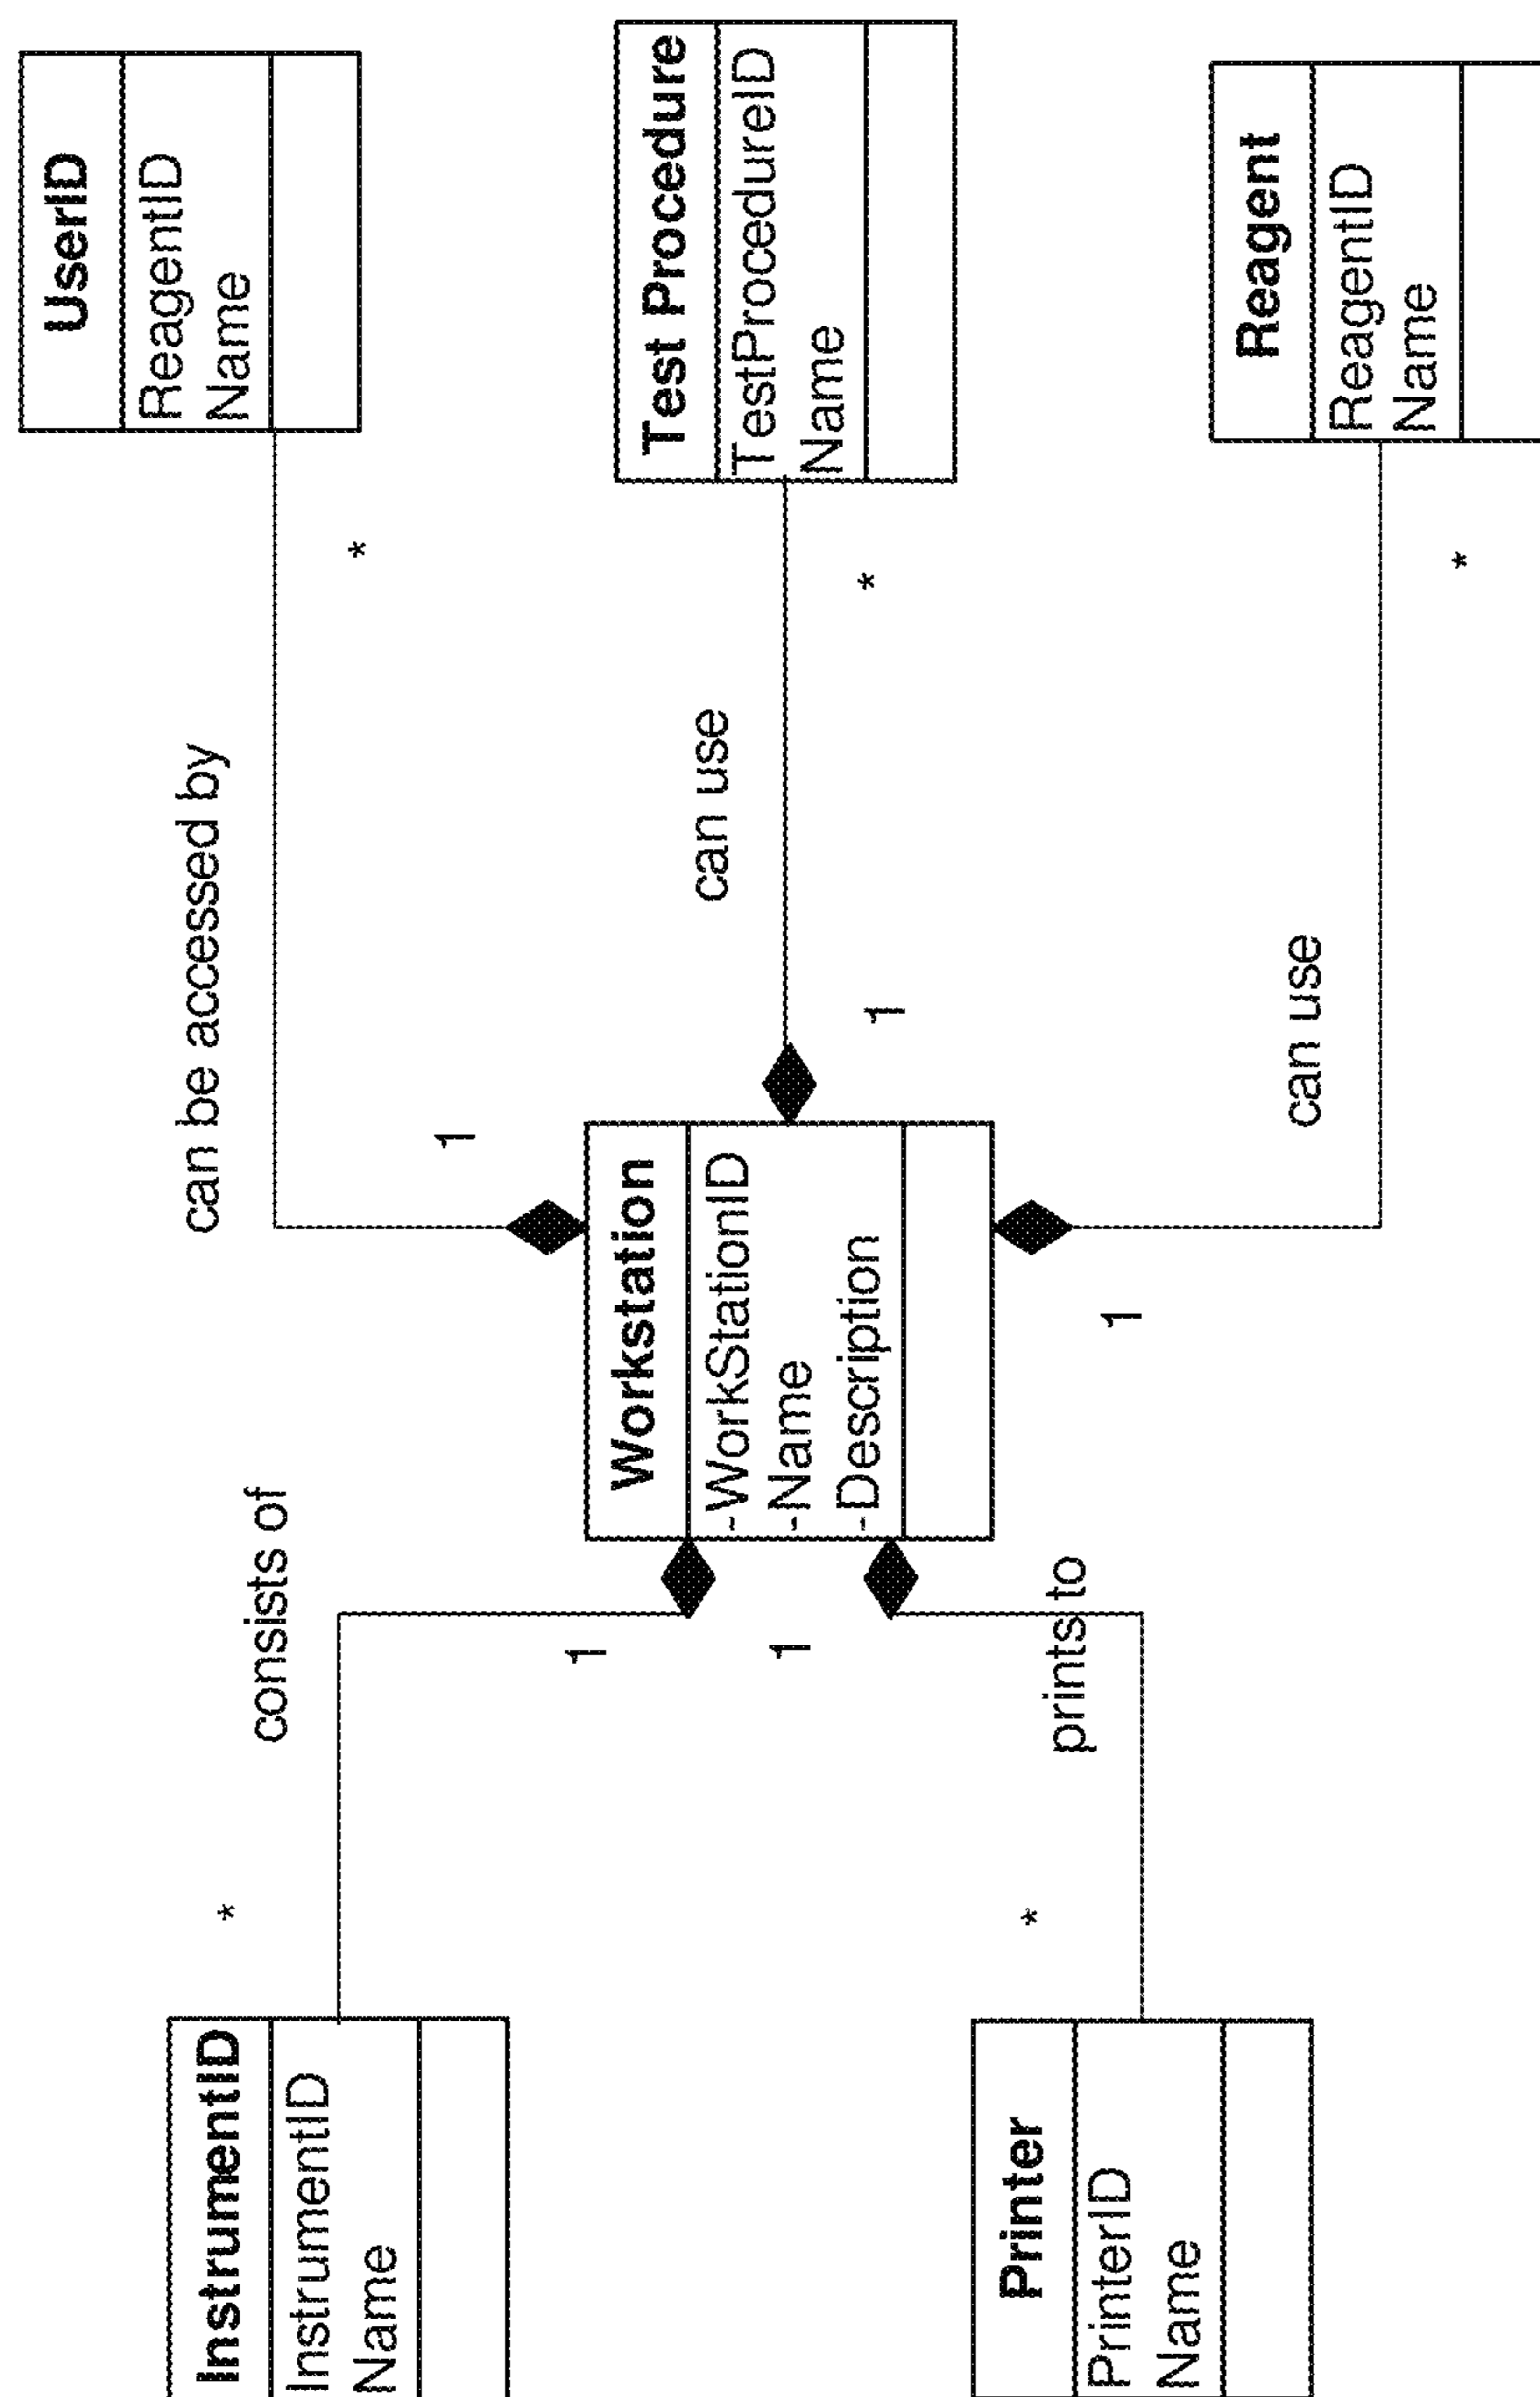 InstrumentID
InstrumentID
Name
*
consists of
1
Printer
PrinterID
Name
*
prints to
1
Workstation
-WorkStationID
-Name
-Description
1
can be accessed by
*
UserID
ReagentID
Name
1
can use
*
Test Procedure
TestProcedureID
Name
1
can use
*
Reagent
ReagentID
Name